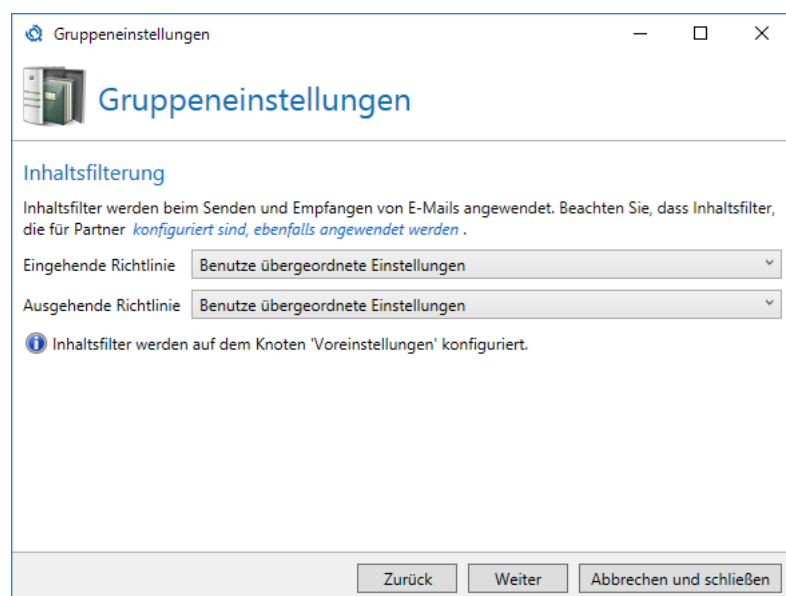 Gruppeneinstellungen
Gruppeneinstellungen
Inhaltsfilterung
Inhaltsfilter werden beim Senden und Empfangen von E-Mails angewendet. Beachten Sie, dass Inhaltsfilter,
die für Partner konfiguriert sind, ebenfalls angewendet werden .
Eingehende Richtlinie Benutze übergeordnete Einstellungen
Ausgehende Richtlinie Benutze übergeordnete Einstellungen
Inhaltsfilter werden auf dem Knoten 'Voreinstellungen' konfiguriert.
Zurück Weiter Abbrechen und schließen